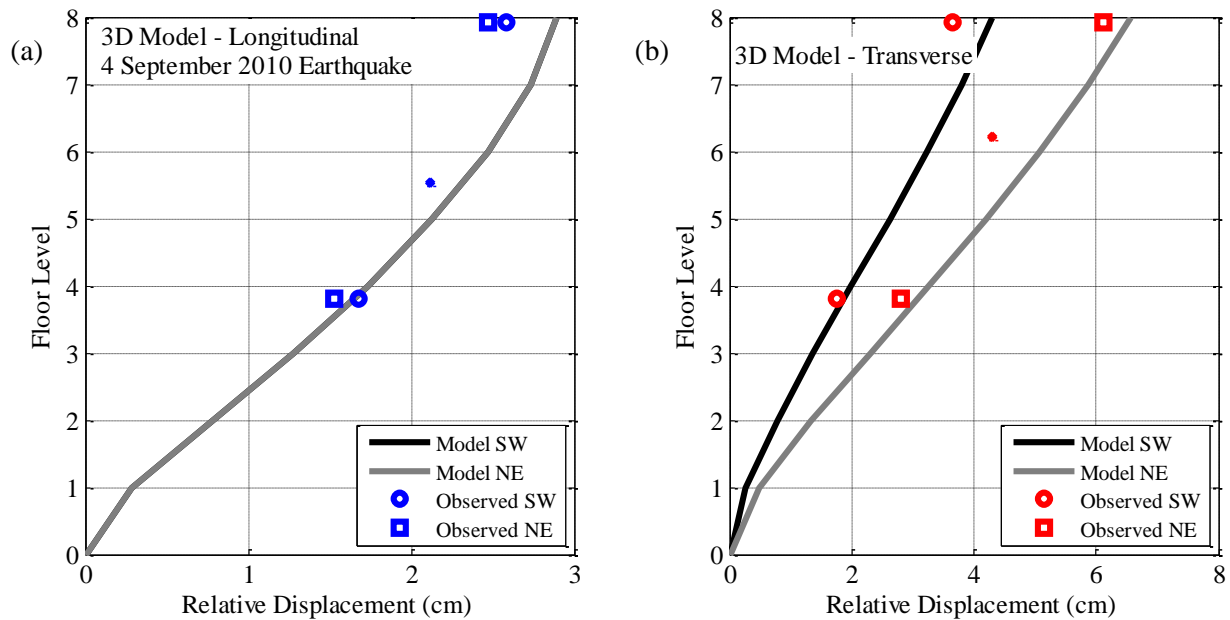 (a)
3D Model - Longitudinal
4 September 2010 Earthquake
8
7
6
5
4
3
2
1
0
Floor Level
Model SW
Model NE
Observed SW
Observed NE
0 1 2 3
Relative Displacement (cm)
(b)
3D Model - Transverse
8
7
6
5
4
3
2
1
0
Floor Level
Model SW
Model NE
Observed SW
Observed NE
0 2 4 6 8
Relative Displacement (cm)